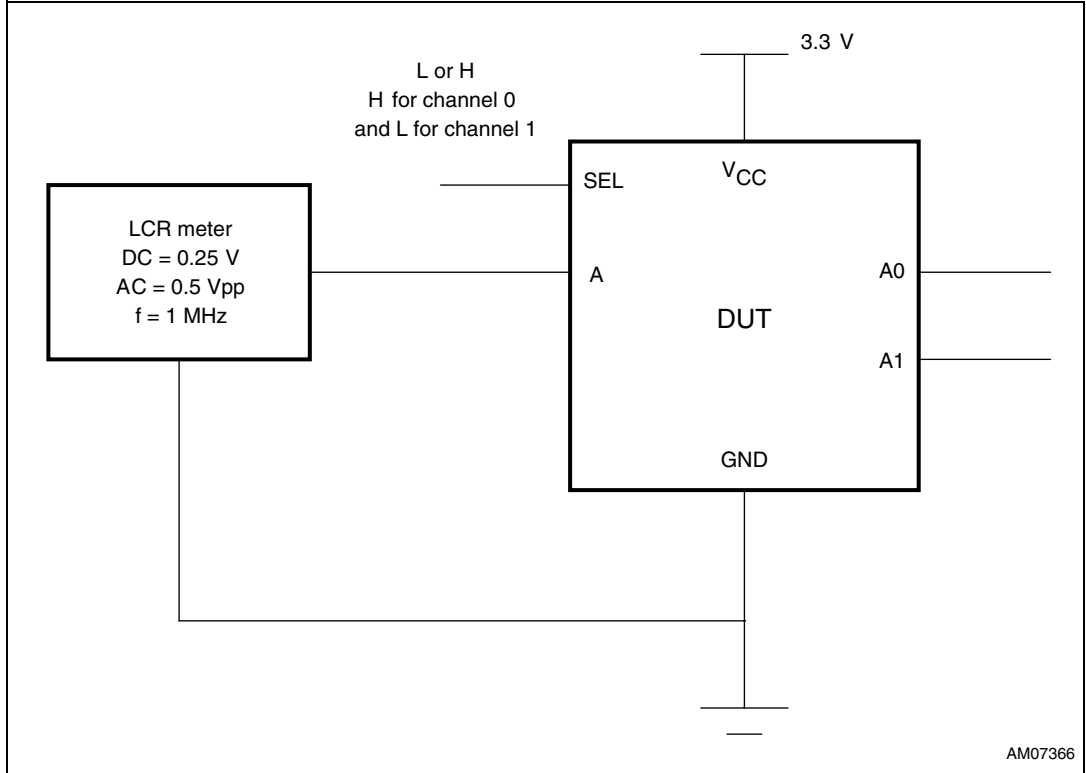 3.3 V
L or H
H for channel 0
and L for channel 1
SEL
VCC
LCR meter
DC = 0.25 V
AC = 0.5 Vpp
f = 1 MHz
A
A0
DUT
A1
GND
AM07366